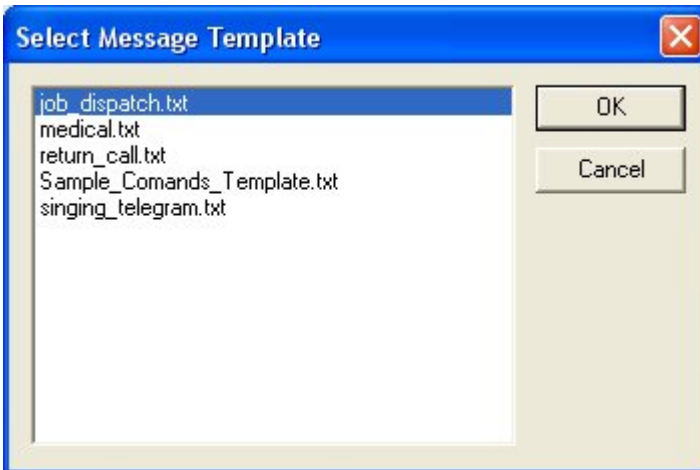 Select Message Template
job_dispatch.txt
medical.txt
return_call.txt
Sample_Comands_Template.txt
singing_telegram.txt
OK
Cancel